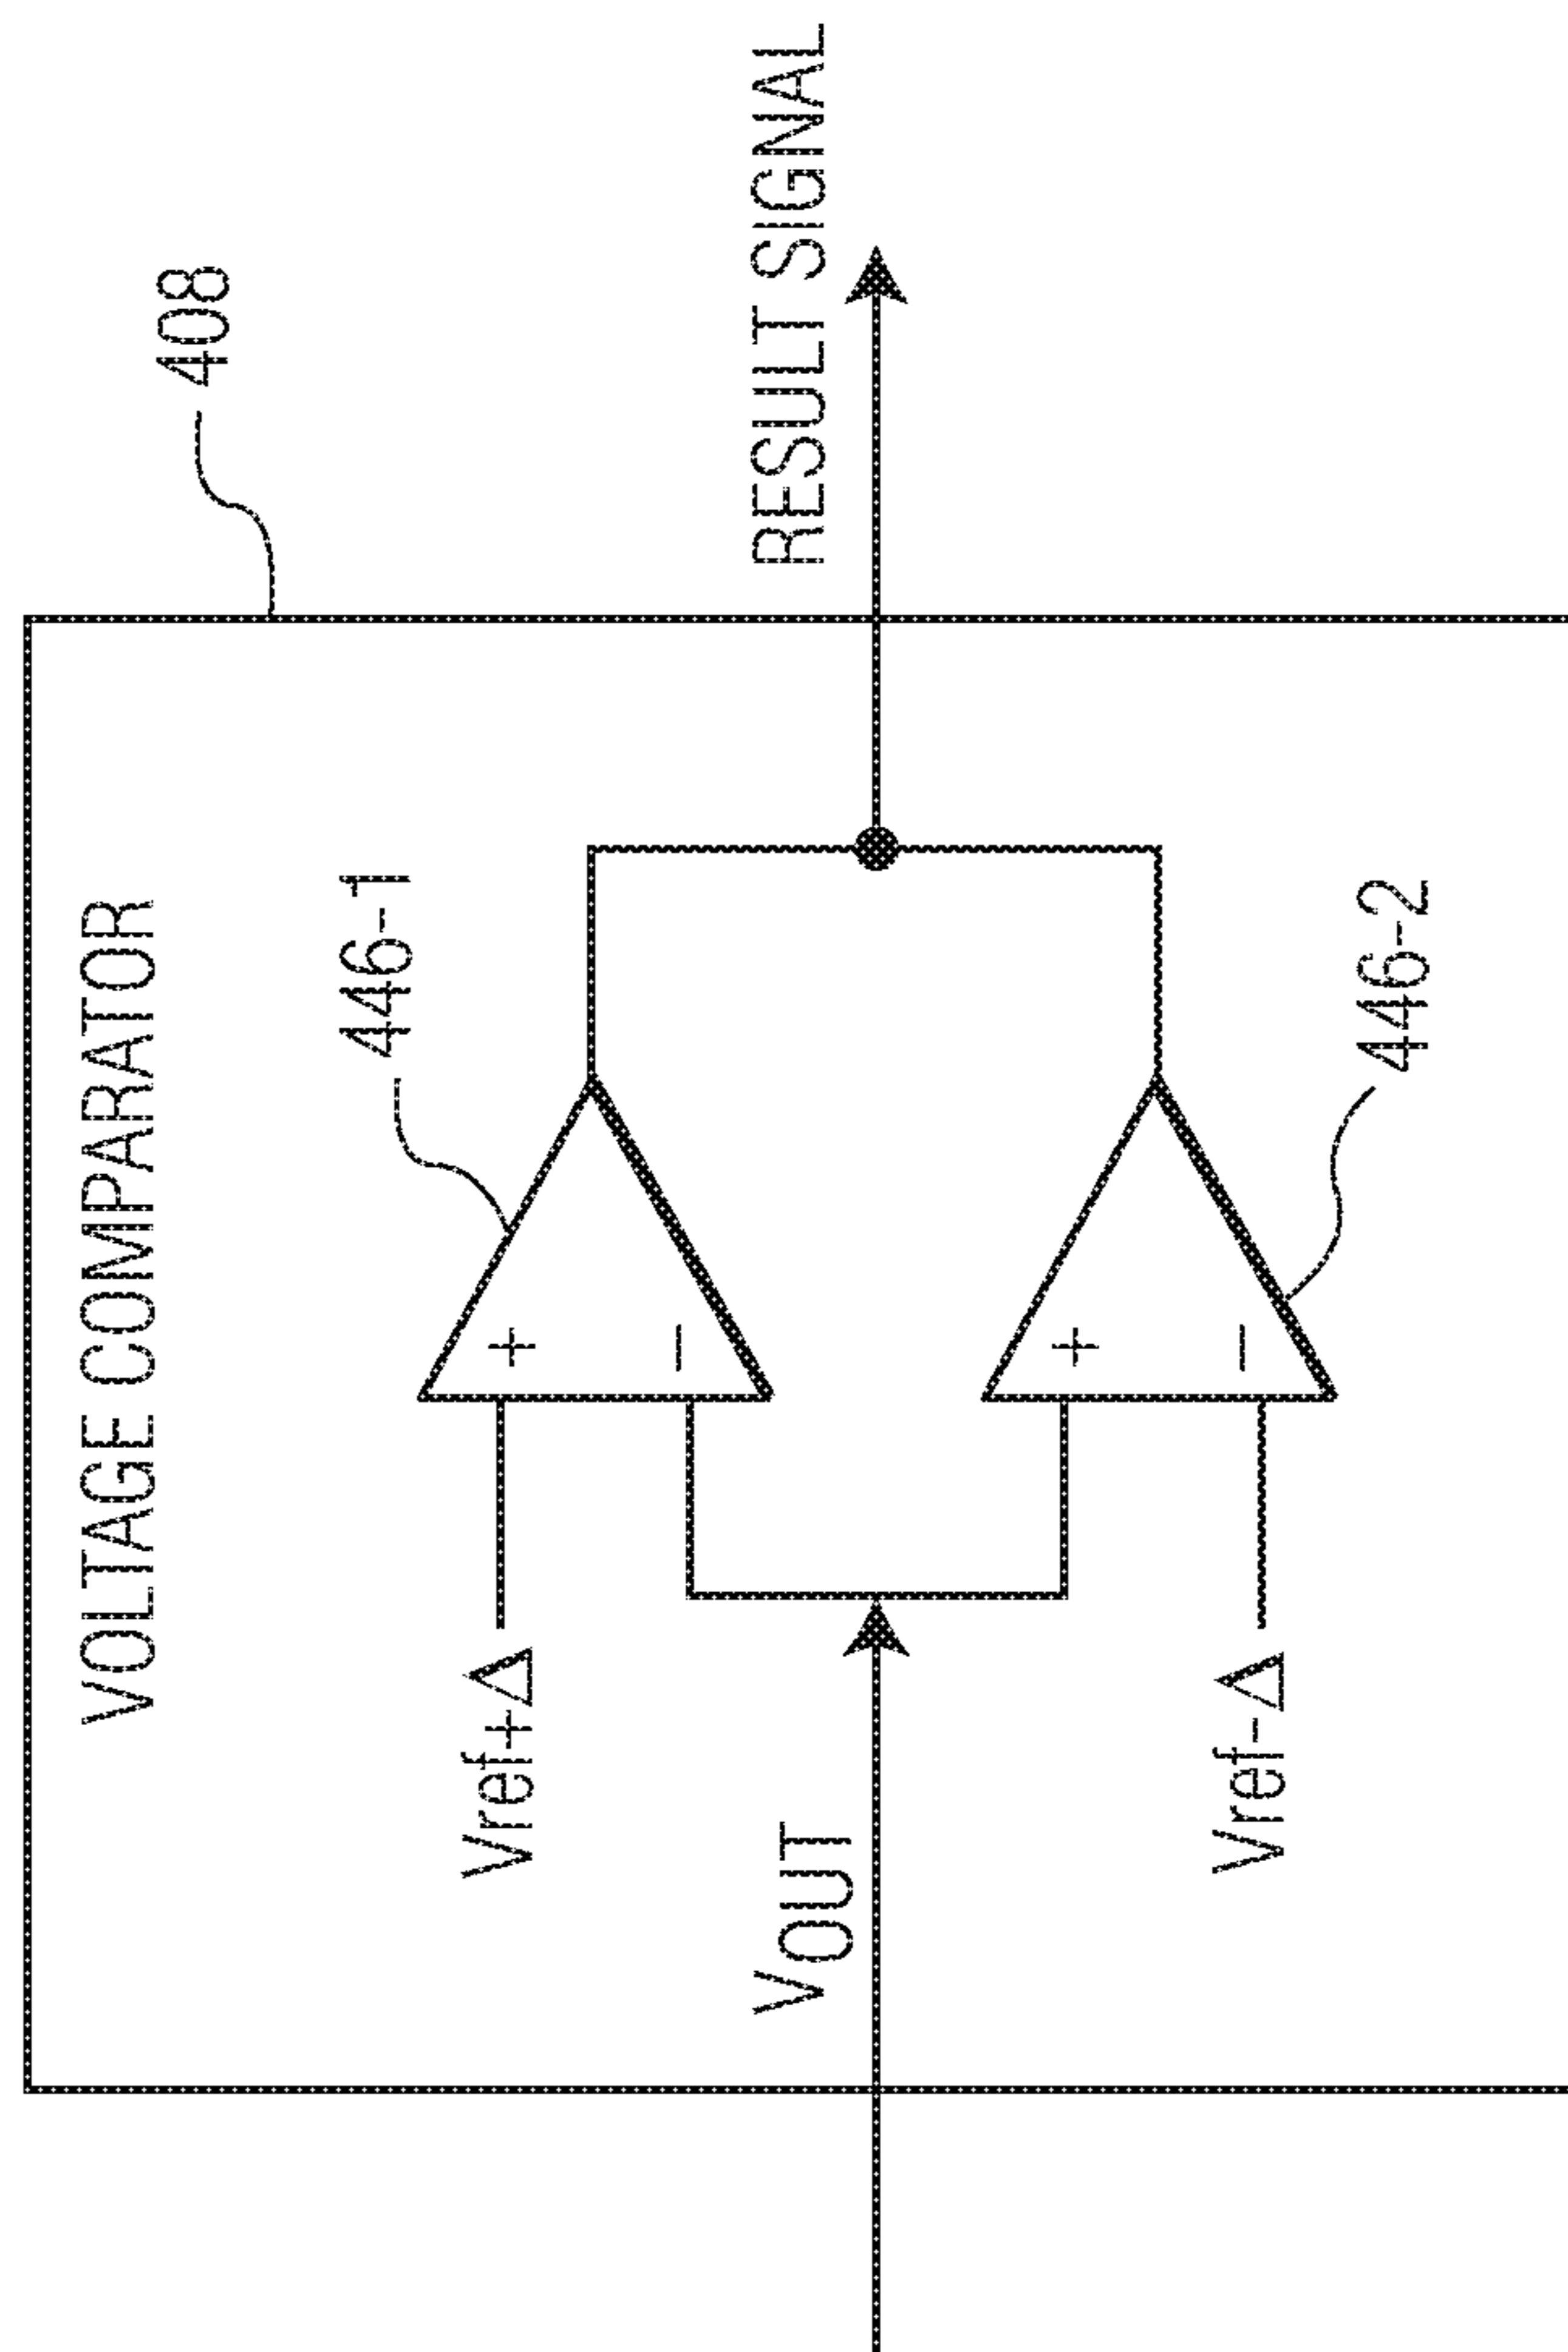 408
VOLTAGE COMPARATOR
446-1
Vref+Δ
+
−
RESULT SIGNAL
VOUT
+
−
Vref-Δ
446-2